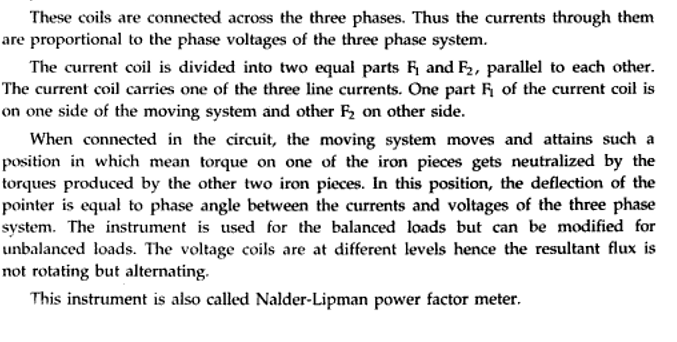 These coils are connected across the three phases. Thus the currents through them
are proportional to the phase voltages of the three phase system.
The current coil is divided into two equal parts F₁ and F₂, parallel to each other.
The current coil carries one of the three line currents. One part F₁ of the current coil is
on one side of the moving system and other F₂ on other side.
When connected in the circuit, the moving system moves and attains such a
position in which mean torque on one of the iron pieces gets neutralized by the
torques produced by the other two iron pieces. In this position, the deflection of the
pointer is equal to phase angle between the currents and voltages of the three phase
system. The instrument is used for the balanced loads but can be modified for
unbalanced loads. The voltage coils are at different levels hence the resultant flux is
not rotating but alternating.
This instrument is also called Nalder-Lipman power factor meter.